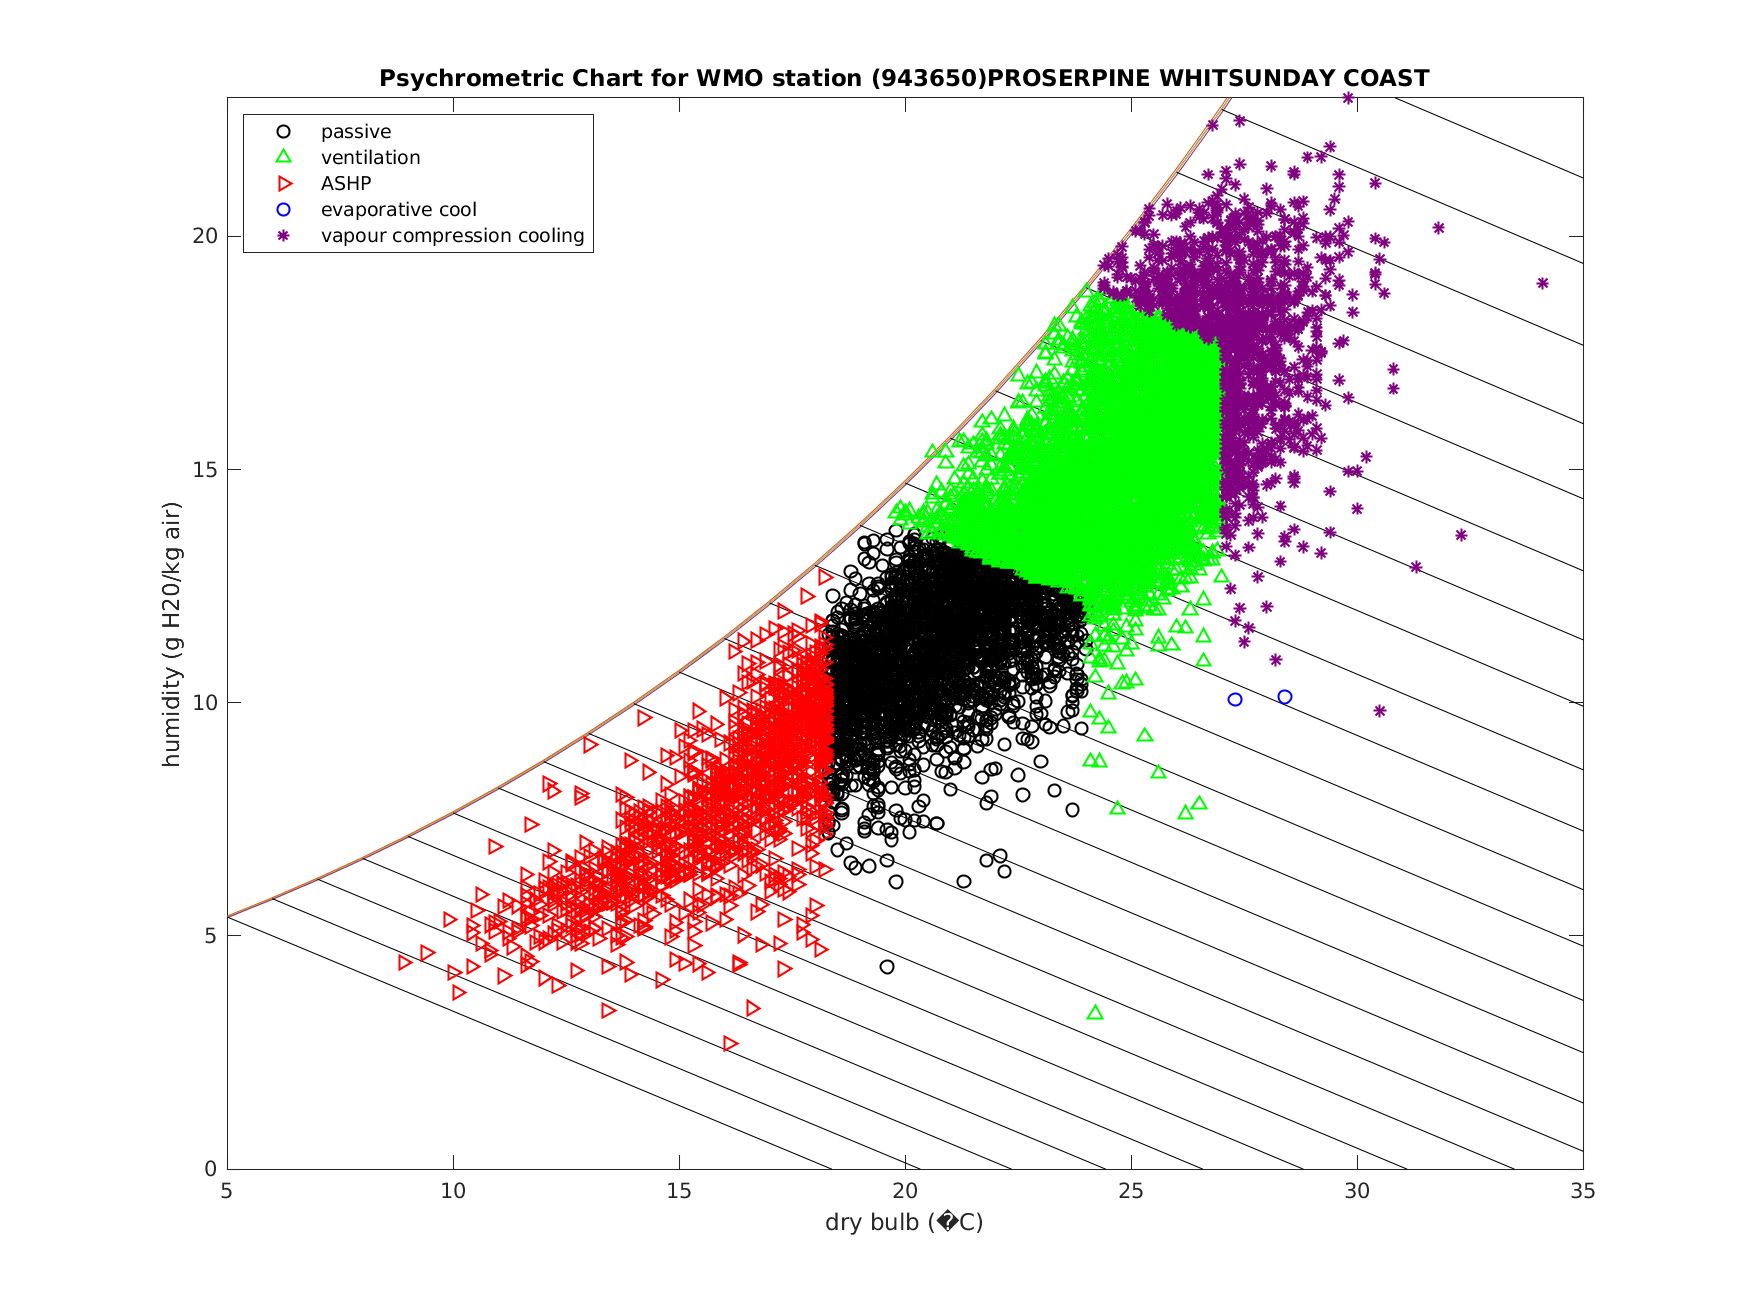 Psychrometric Chart for WMO station (943650)PROSERPINE WHITSUNDAY COAST
passive
ventilation
ASHP
evaporative cool
vapour compression cooling
20
15
10
5
0
humidity (g H20/kg air)
5 10 15 20 25 30 35
dry bulb (�C)